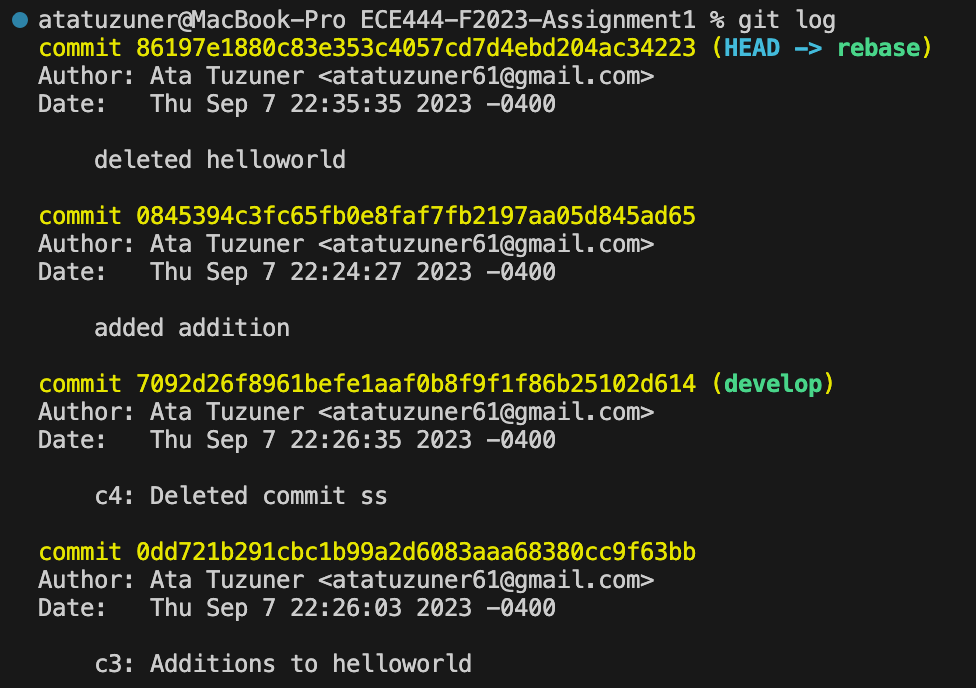 atatuzuner@MacBook-Pro ECE444-F2023-Assignment1 % git log
commit 86197e1880c83e353c4057cd7d4ebd204ac34223 (HEAD -> rebase)
Author: Ata Tuzuner <atatuzuner61@gmail.com>
Date:   Thu Sep 7 22:35:35 2023 -0400
deleted helloworld
commit 0845394c3fc65fb0e8faf7fb2197aa05d845ad65
Author: Ata Tuzuner <atatuzuner61@gmail.com>
Date:   Thu Sep 7 22:24:27 2023 -0400
added addition
commit 7092d26f8961befe1aaf0b8f9f1f86b25102d614 (develop)
Author: Ata Tuzuner <atatuzuner61@gmail.com>
Date:   Thu Sep 7 22:26:35 2023 -0400
c4: Deleted commit ss
commit 0dd721b291cbc1b99a2d6083aaa68380cc9f63bb
Author: Ata Tuzuner <atatuzuner61@gmail.com>
Date:   Thu Sep 7 22:26:03 2023 -0400
c3: Additions to helloworld